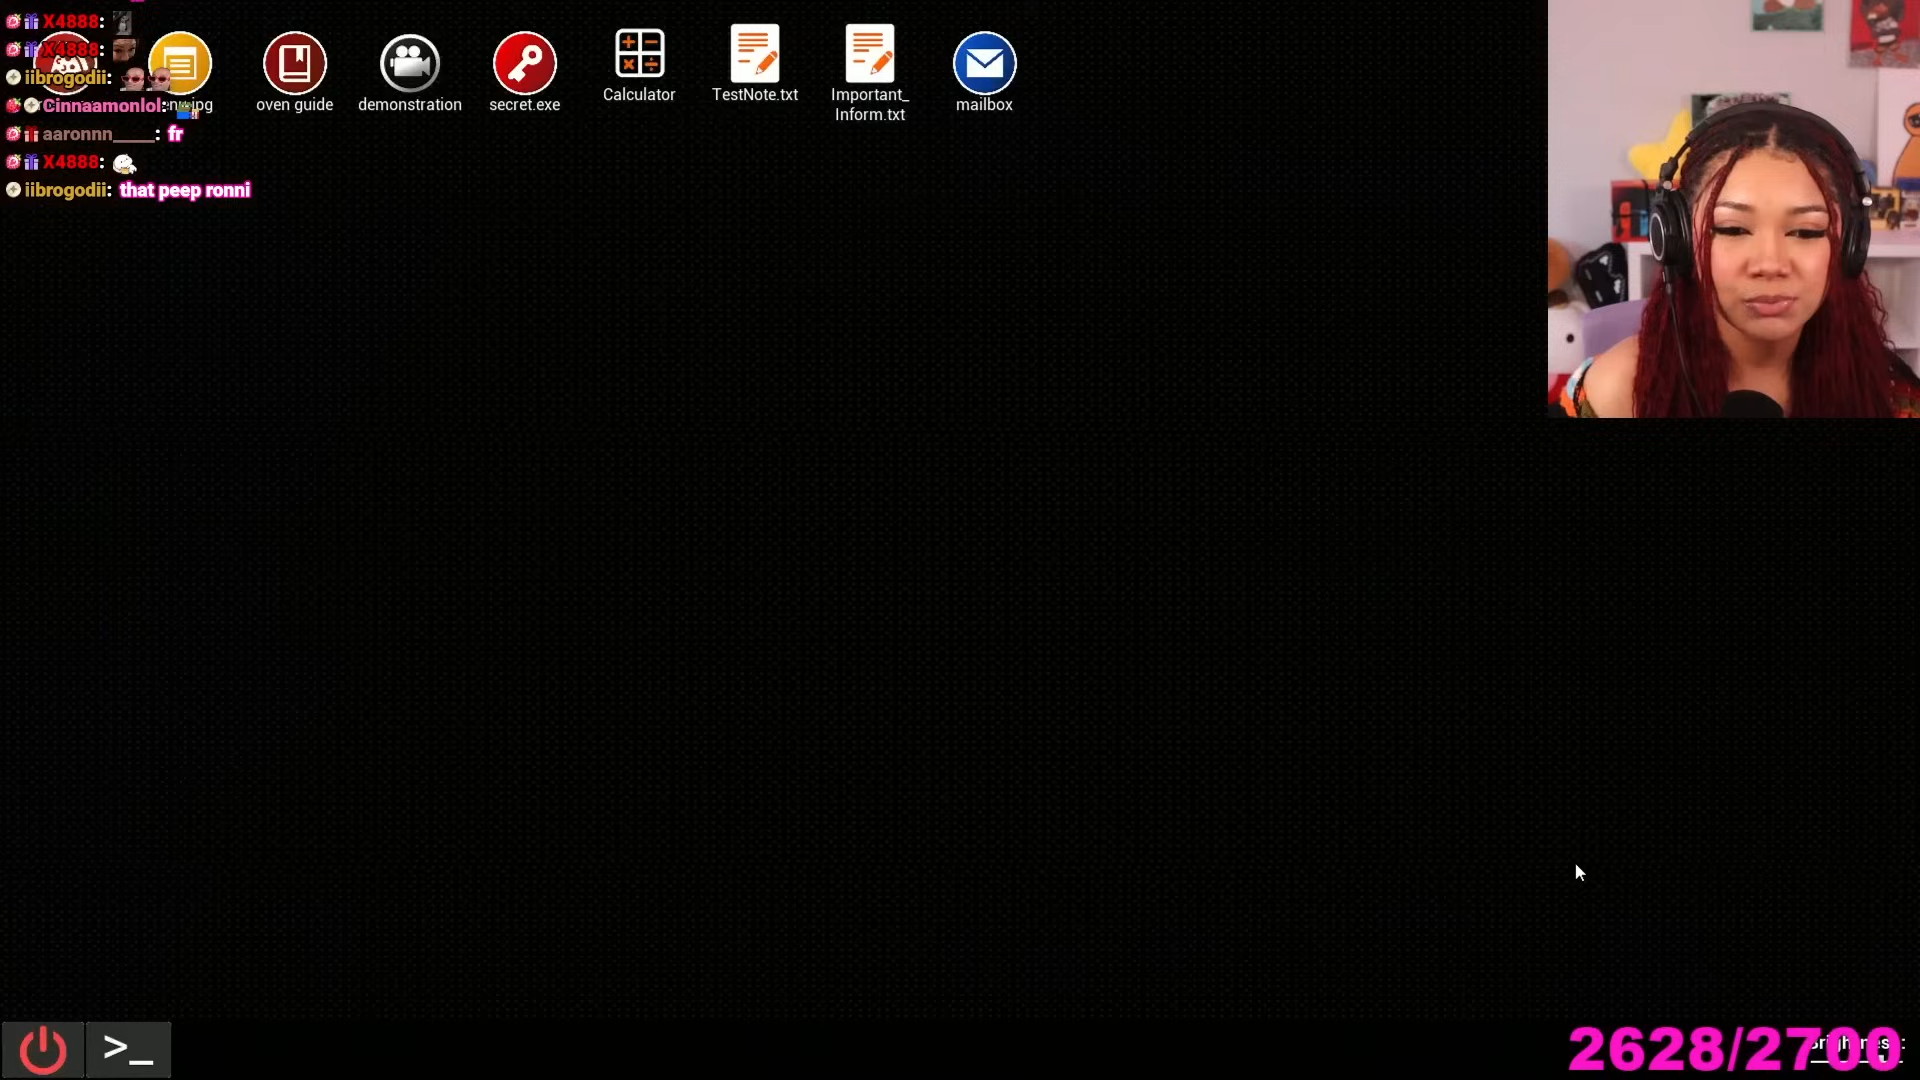 X4888:
X4888:
iibrogodii:
Cinnaamonlol:
aaronnn____: fr
X4888:
iibrogodii: that peep ronni
oven guide
demonstration
secret.exe
Calculator
TestNote.txt
Important_
Inform.txt
mailbox
>_
2628/2700
Brightness: